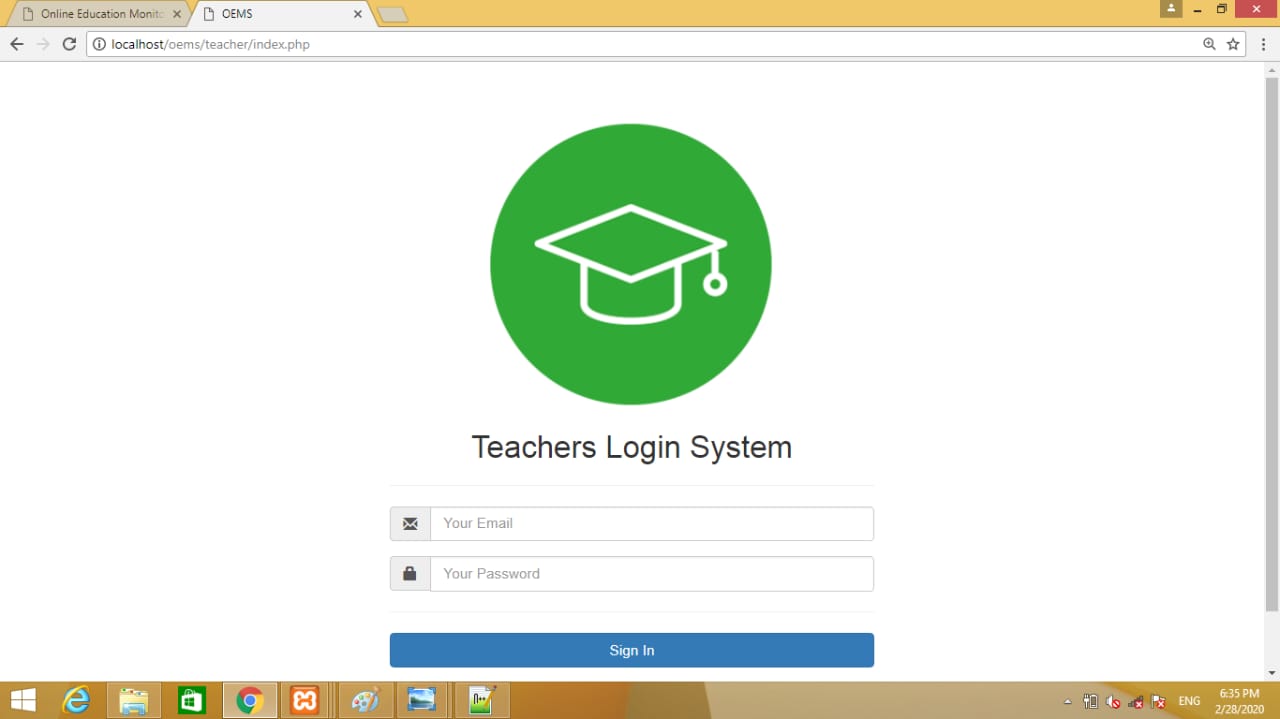 Online Education Monito
OEMS
localhost/oems/teacher/index.php
Teachers Login System
Your Email
Your Password
Sign In
ENG
6:35 PM
2/28/2020